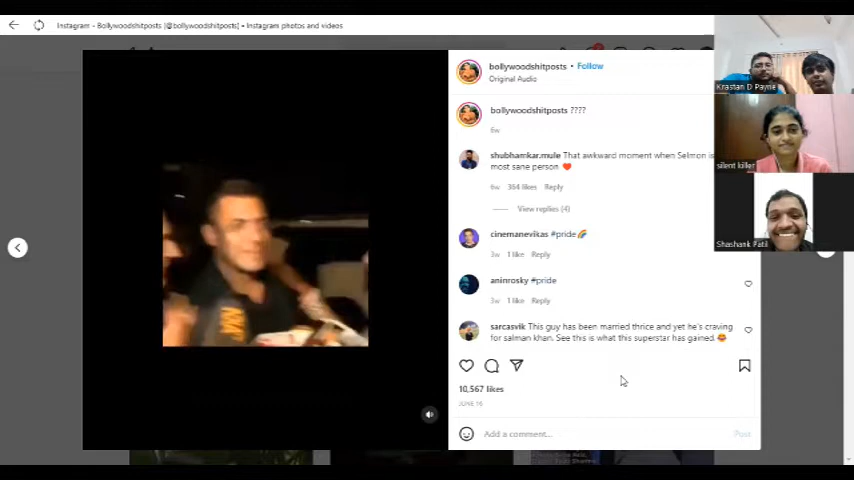 Instagram - Bollywoodshitposts (@bollywoodshitposts) • Instagram photos and videos
bollywoodshitposts • Follow
Original Audio
bollywoodshitposts ????
6w
shubhamkar.mule That awkward moment when Selmon is
most sane person ❤️
6w 364 likes Reply
View replies (4)
cinemanevikas #pride🌈
3w 1 like Reply
aninrosky #pride
3w 1 like Reply
sarcasvik This guy has been married thrice and yet he's craving
for salman khan. See this is what this superstar has gained.
10,567 likes
JUNE 16
Add a comment...
Post
Krastan D Payne
silent killer
Shashank Patil
ANI